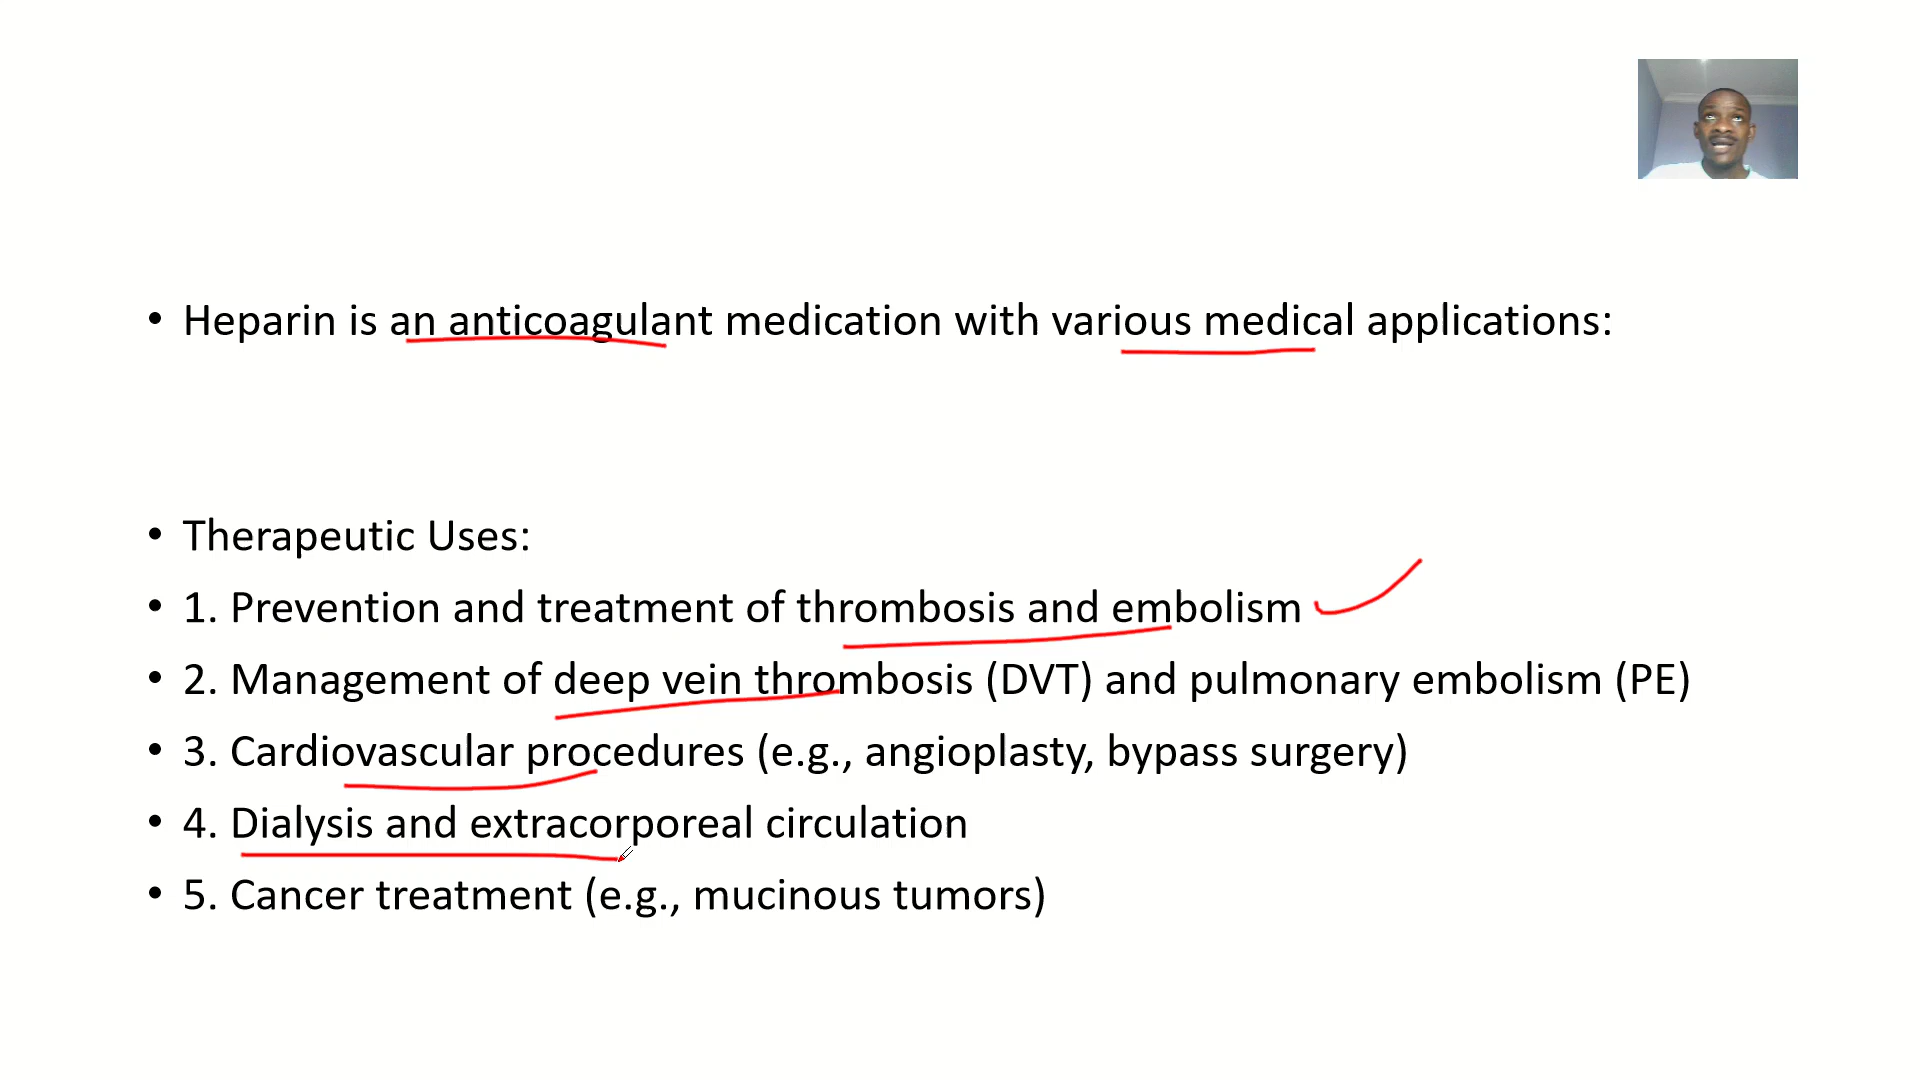 • Heparin is an anticoagulant medication with various medical applications:
• Therapeutic Uses:
• 1. Prevention and treatment of thrombosis and embolism
• 2. Management of deep vein thrombosis (DVT) and pulmonary embolism (PE)
• 3. Cardiovascular procedures (e.g., angioplasty, bypass surgery)
• 4. Dialysis and extracorporeal circulation
• 5. Cancer treatment (e.g., mucinous tumors)